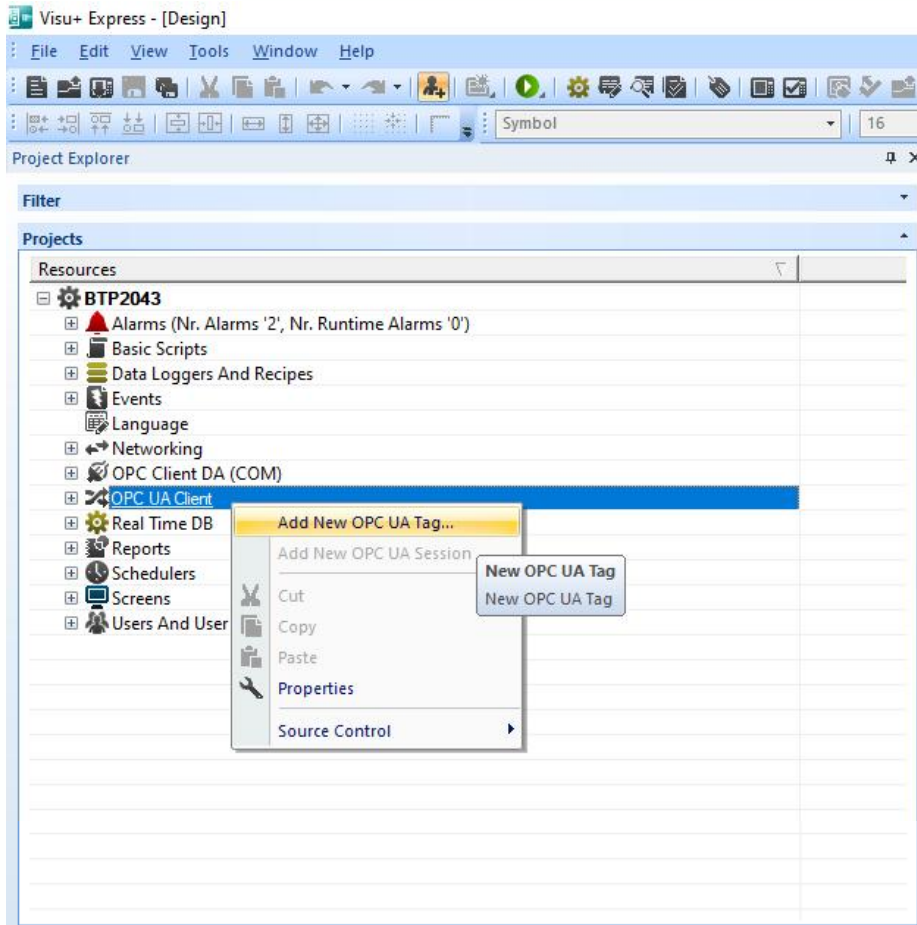 Visu+ Express - [Design]
File Edit View Tools Window Help
Symbol 16
Project Explorer
Filter
Projects
Resources
BTP2043
Alarms (Nr. Alarms '2', Nr. Runtime Alarms '0')
Basic Scripts
Data Loggers And Recipes
Events
Language
Networking
OPC Client DA (COM)
OPC UA Client
Real Time DB
Reports
Schedulers
Screens
Users And User
Add New OPC UA Tag...
Add New OPC UA Session
Cut
Copy
Paste
Properties
Source Control
New OPC UA Tag
New OPC UA Tag